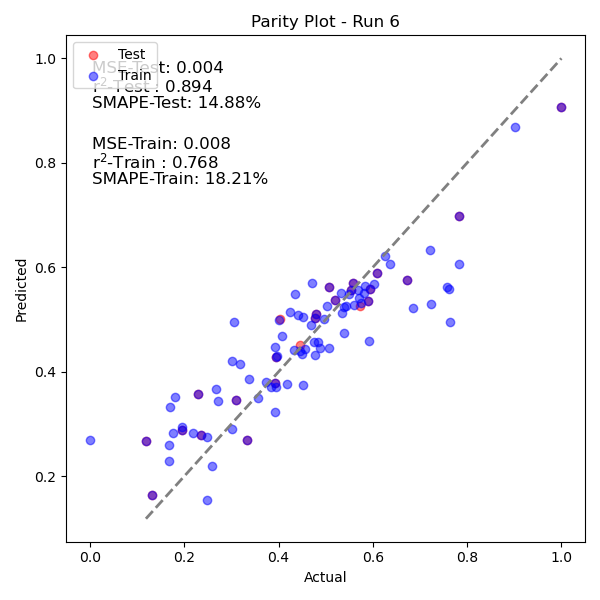 Parity Plot - Run 6
Test
Train
MSE-Test: 0.004
r²-Test : 0.894
SMAPE-Test: 14.88%
MSE-Train: 0.008
r²-Train : 0.768
SMAPE-Train: 18.21%
Predicted
1.0
0.8
0.6
0.4
0.2
0.0 0.2 0.4 0.6 0.8 1.0
Actual